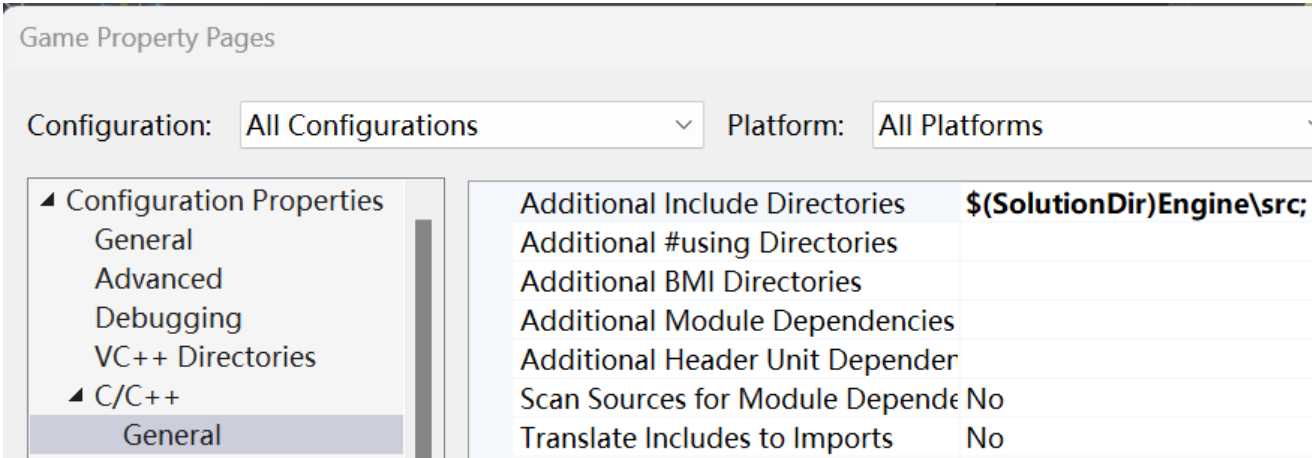 Game Property Pages
Configuration: All Configurations Platform: All Platforms
Configuration Properties
General
Advanced
Debugging
VC++ Directories
C/C++
General
Additional Include Directories $(SolutionDir)Engine\src;
Additional #using Directories
Additional BMI Directories
Additional Module Dependencies
Additional Header Unit Depender
Scan Sources for Module Depende No
Translate Includes to Imports No